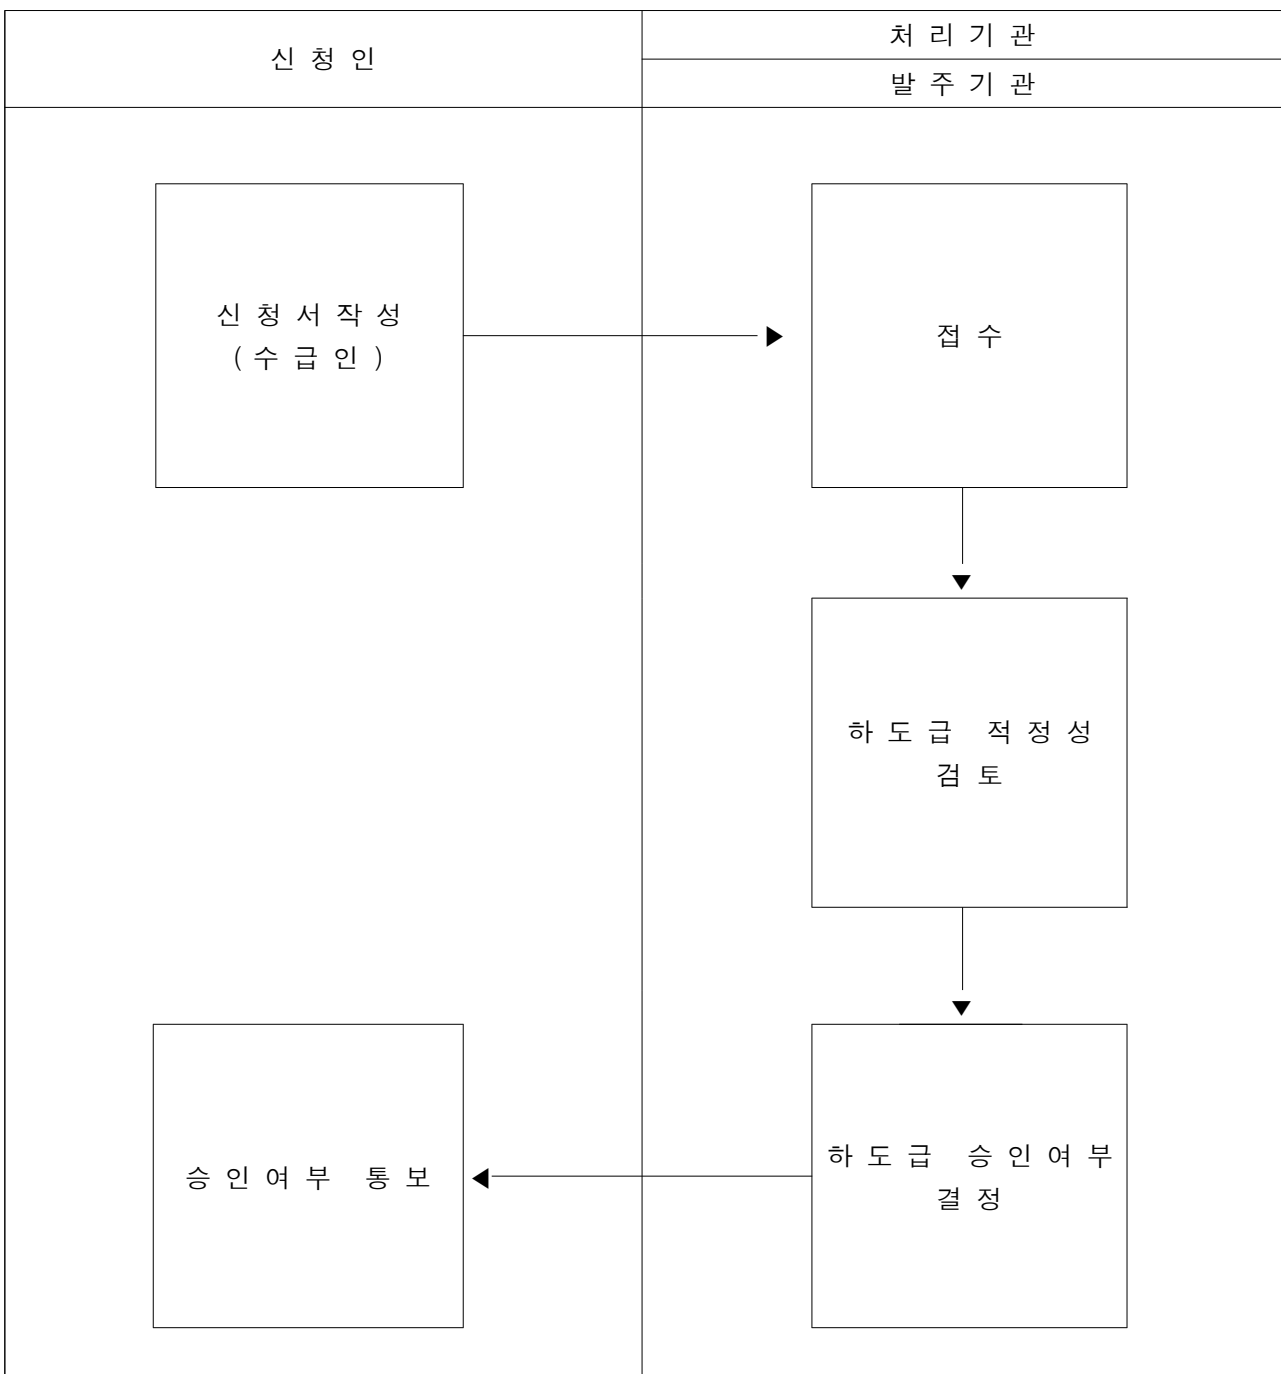 신청인
처리기관
발주기관
신청서작성
(수급인)
접수
하도급 적정성
검토
하도급 승인여부
결정
승인여부 통보